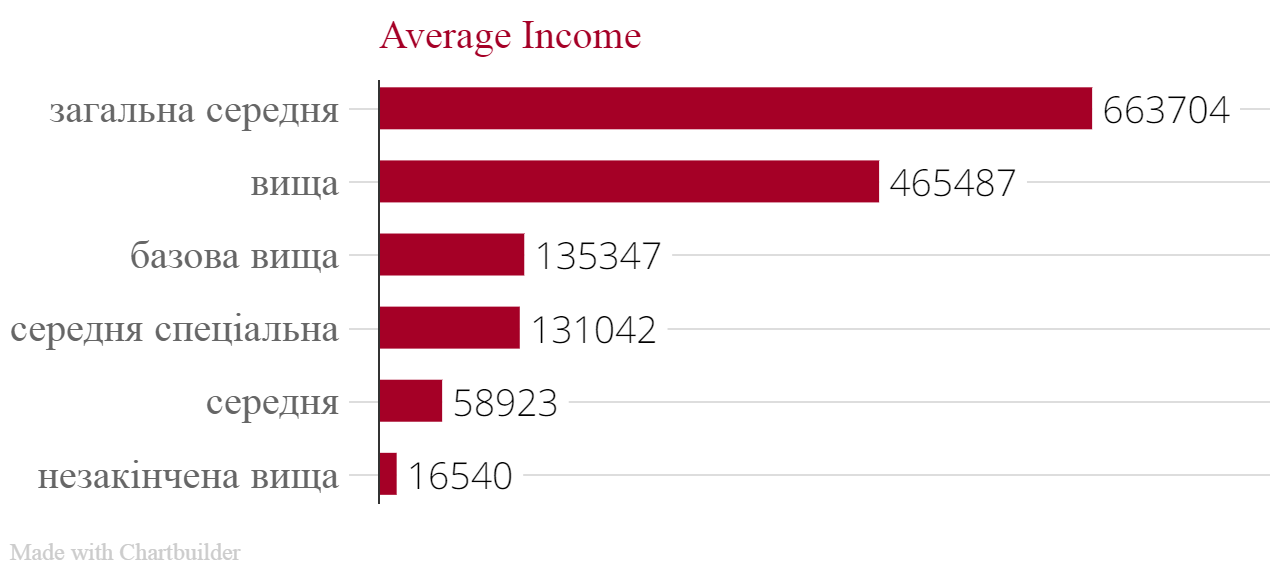 Average Income
загальна середня 663704
вища 465487
базова вища 135347
середня спеціальна 131042
середня 58923
незакінчена вища 16540
Made with Chartbuilder